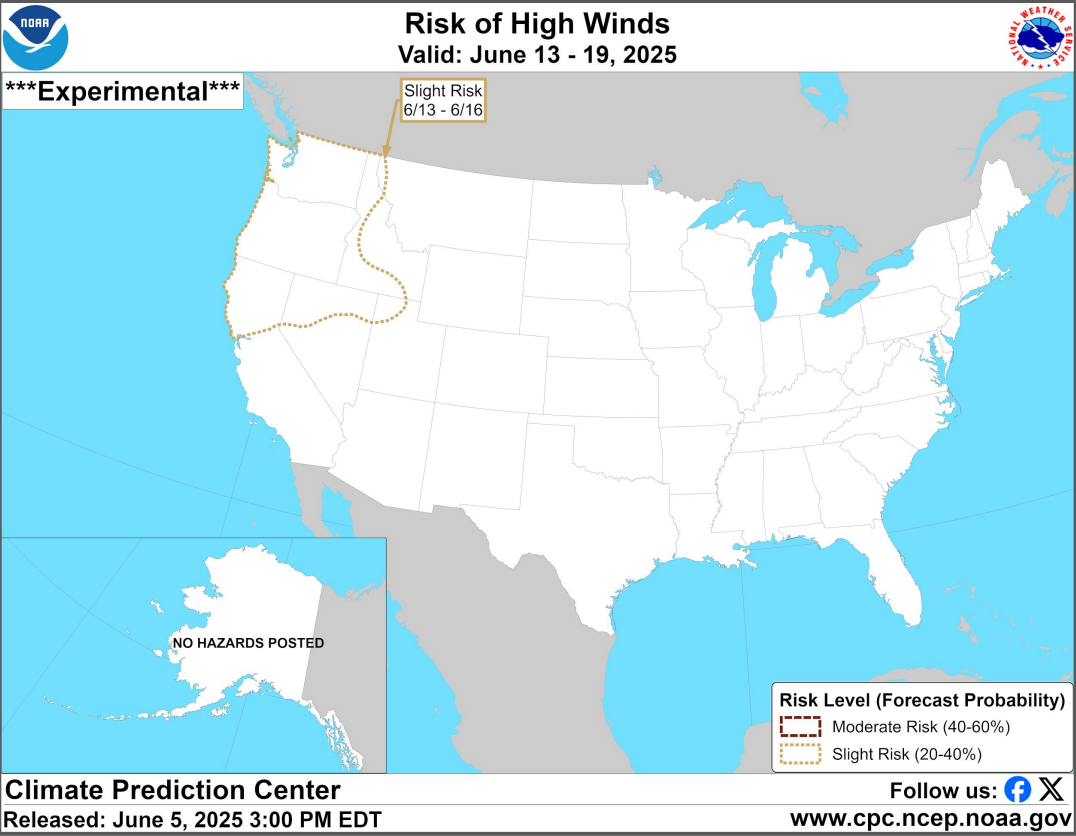 NOAA
Risk of High Winds
Valid: June 13 - 19, 2025
NATIONAL WEATHER SERVICE
***Experimental***
Slight Risk
6/13 - 6/16
NO HAZARDS POSTED
Risk Level (Forecast Probability)
Moderate Risk (40-60%)
Slight Risk (20-40%)
Climate Prediction Center
Follow us:
Released: June 5, 2025 3:00 PM EDT
www.cpc.ncep.noaa.gov